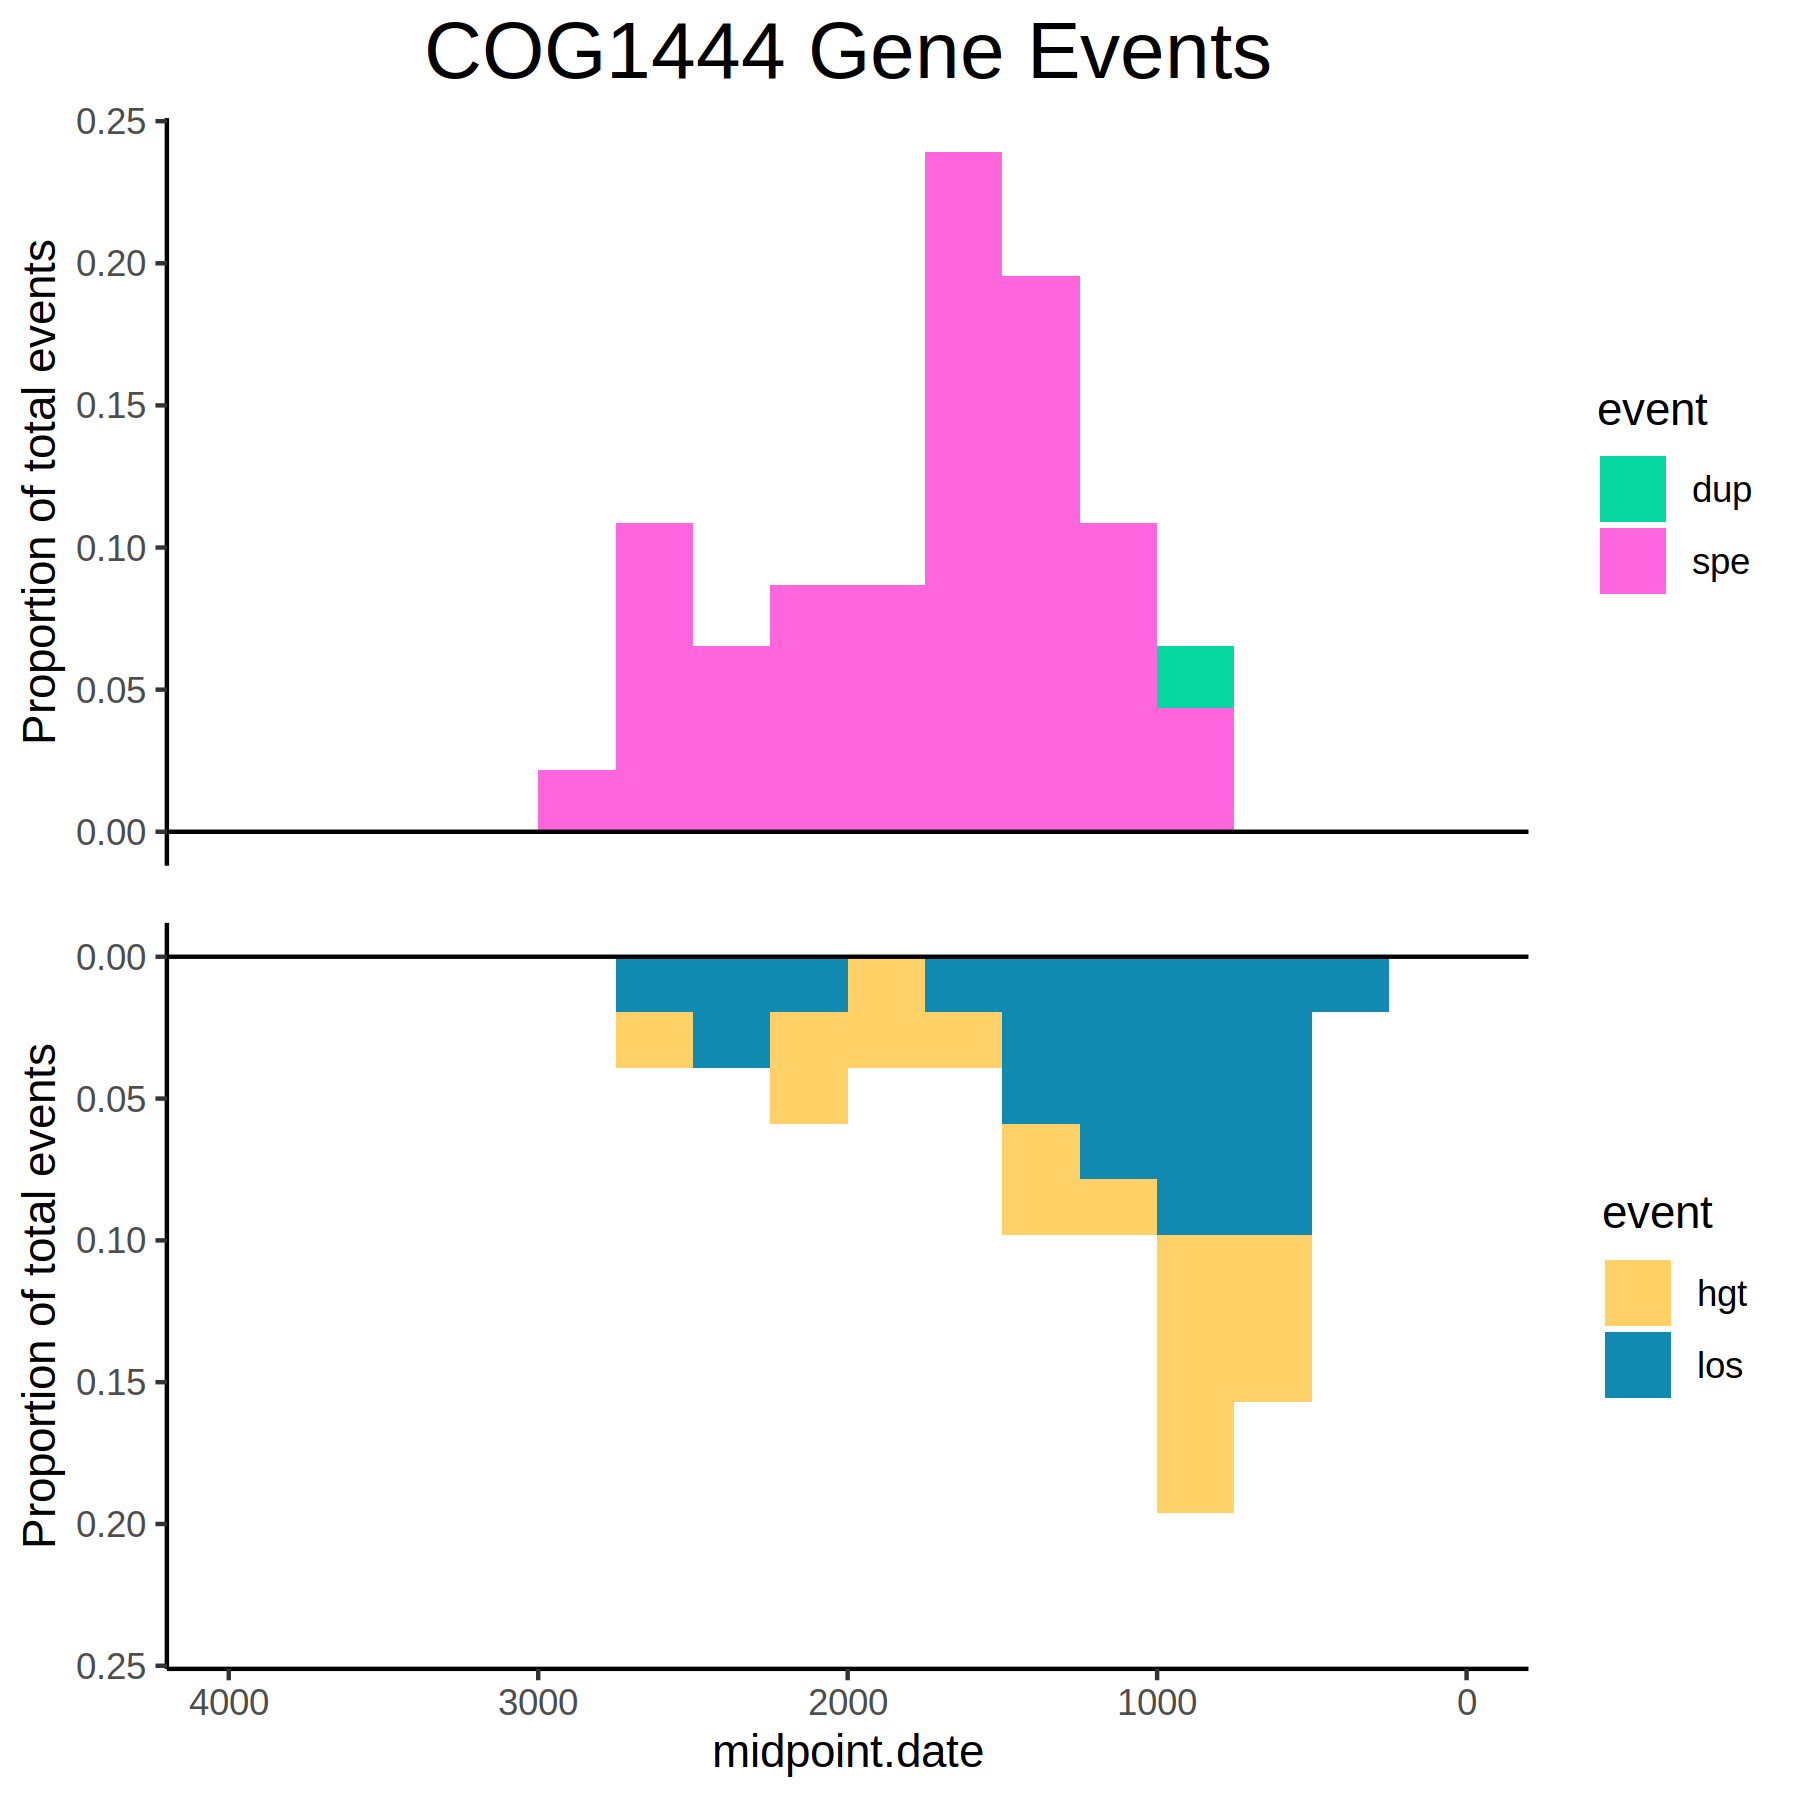 COG1444 Gene Events
0.25
0.20
0.15
0.10
0.05
0.00
Proportion of total events
event
dup
spe
0.00
0.05
0.10
0.15
0.20
0.25
Proportion of total events
event
hgt
los
4000 3000 2000 1000 0
midpoint.date